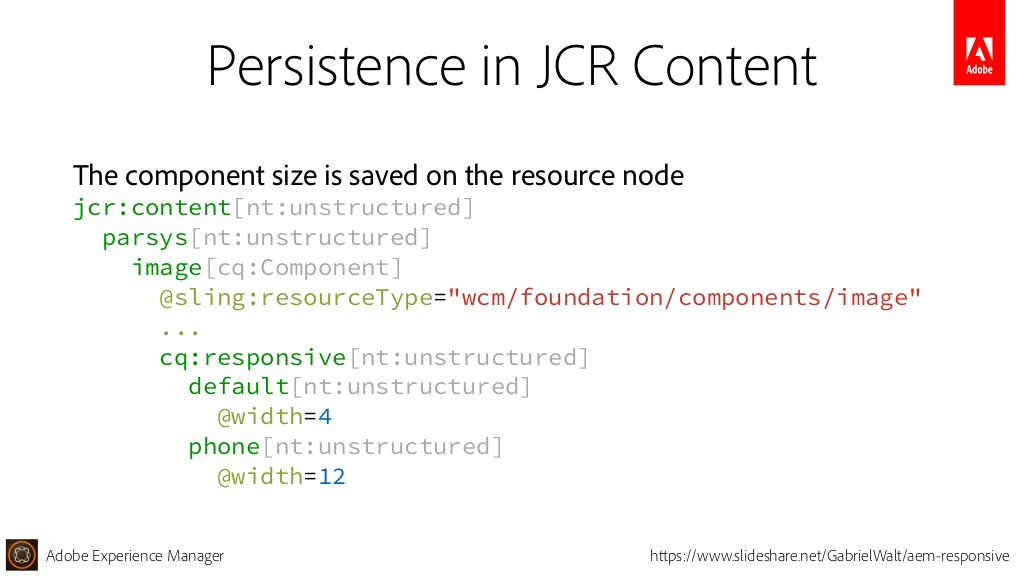 Adobe
Persistence in JCR Content
The component size is saved on the resource node
jcr:content[nt:unstructured]
parsys[nt:unstructured]
image[cq:Component]
@sling:resourceType="wcm/foundation/components/image"
...
cq:responsive[nt:unstructured]
default[nt:unstructured]
@width=4
phone[nt:unstructured]
@width=12
Adobe Experience Manager
https://www.slideshare.net/GabrielWalt/aem-responsive